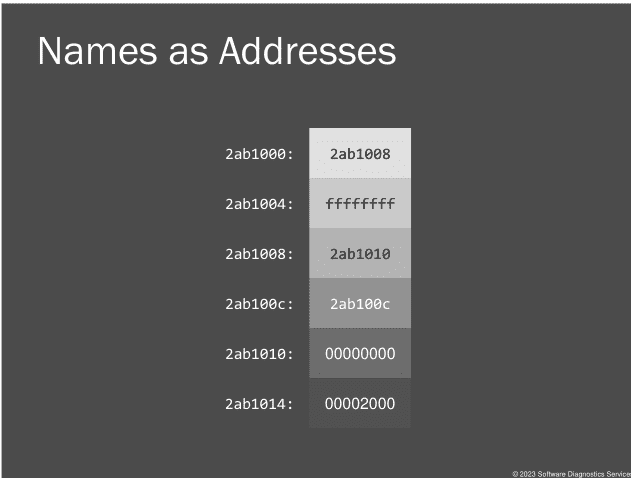 Names as Addresses
2ab1000: 2ab1008
2ab1004: ffffffff
2ab1008: 2ab1010
2ab100c: 2ab100c
2ab1010: 00000000
2ab1014: 00002000
© 2023 Software Diagnostics Services